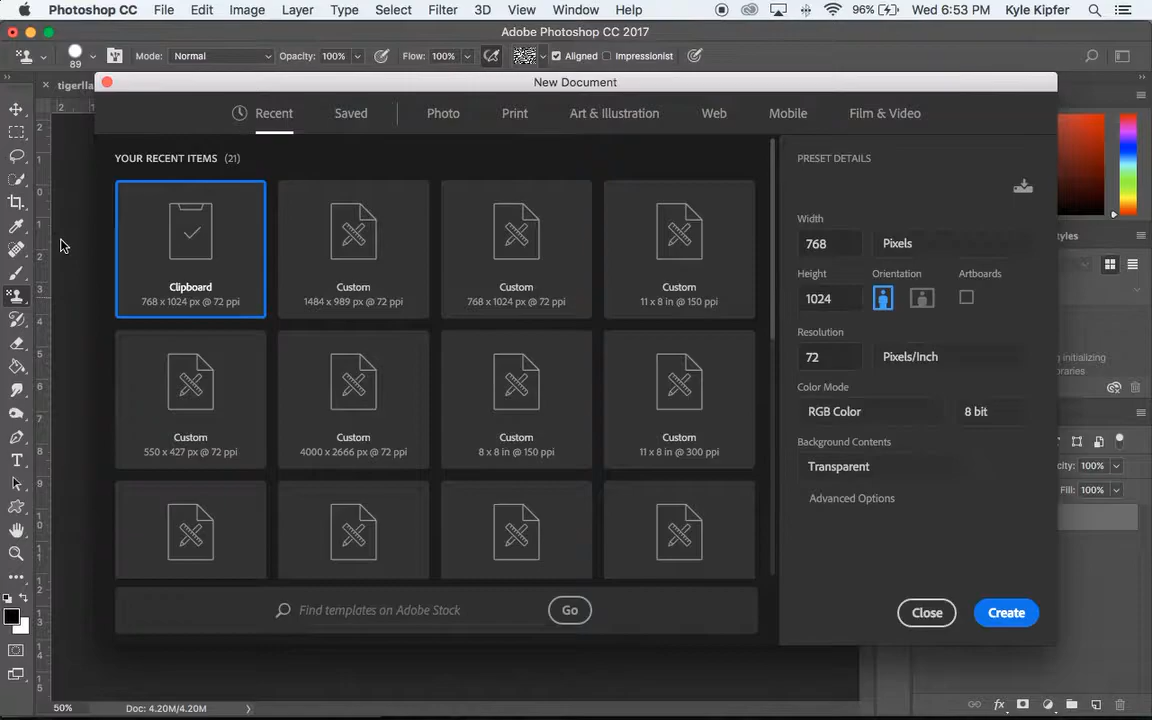 Photoshop CC File Edit Image Layer Type Select Filter 3D View Window Help 96% Wed 6:53 PM Kyle Kipfer
Adobe Photoshop CC 2017
89 Mode: Normal Opacity: 100% Flow: 100% Aligned Impressionist
tigerlla
New Document
Recent Saved Photo Print Art & Illustration Web Mobile Film & Video
YOUR RECENT ITEMS (21)
Clipboard
768 x 1024 px @ 72 ppi
Custom
1484 x 989 px @ 72 ppi
Custom
768 x 1024 px @ 72 ppi
Custom
11 x 8 in @ 150 ppi
Custom
550 x 427 px @ 72 ppi
Custom
4000 x 2666 px @ 72 ppi
Custom
8 x 8 in @ 150 ppi
Custom
11 x 8 in @ 300 ppi
Find templates on Adobe Stock Go
PRESET DETAILS
Width
768 Pixels
Height Orientation Artboards
1024
Resolution
72 Pixels/Inch
Color Mode
RGB Color 8 bit
Background Contents
Transparent
Advanced Options
Close Create
tyles
initializing
raries
city: 100%
Fill: 100%
50% Doc: 4.20M/4.20M